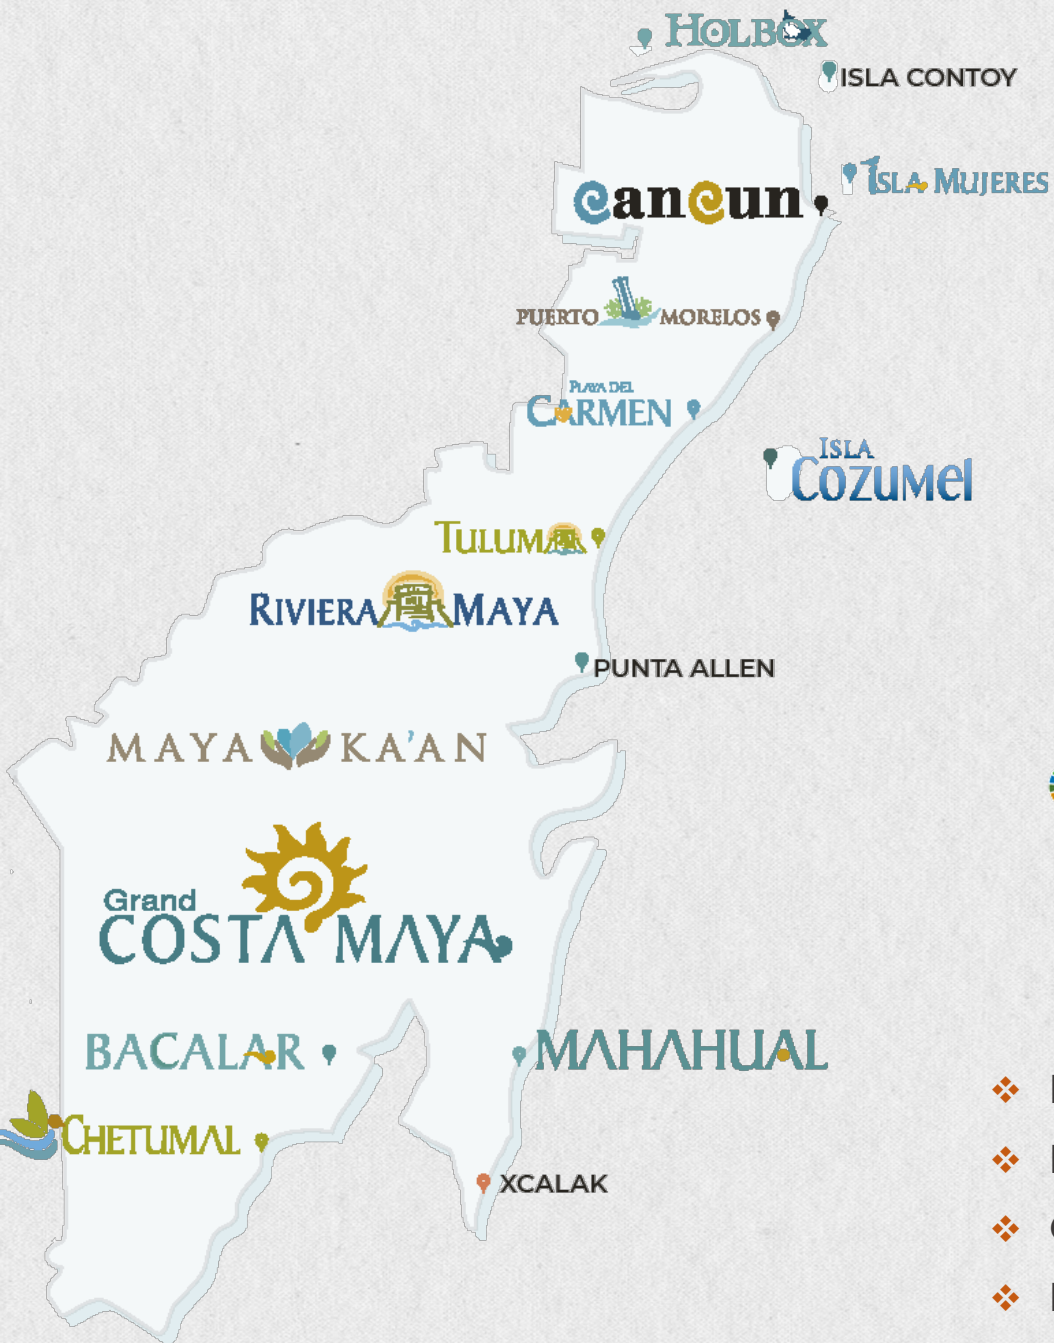 HOLBOX
ISLA CONTOY
ISLA MUJERES
cancun
PUERTO MORELOS
PLAYA DEL
CARMEN
ISLA
COZUMEL
TULUM
RIVIERA MAYA
PUNTA ALLEN
MAYA KA'AN
Grand
COSTA MAYA
BACALAR
MAHAHUAL
CHETUMAL
XCALAK